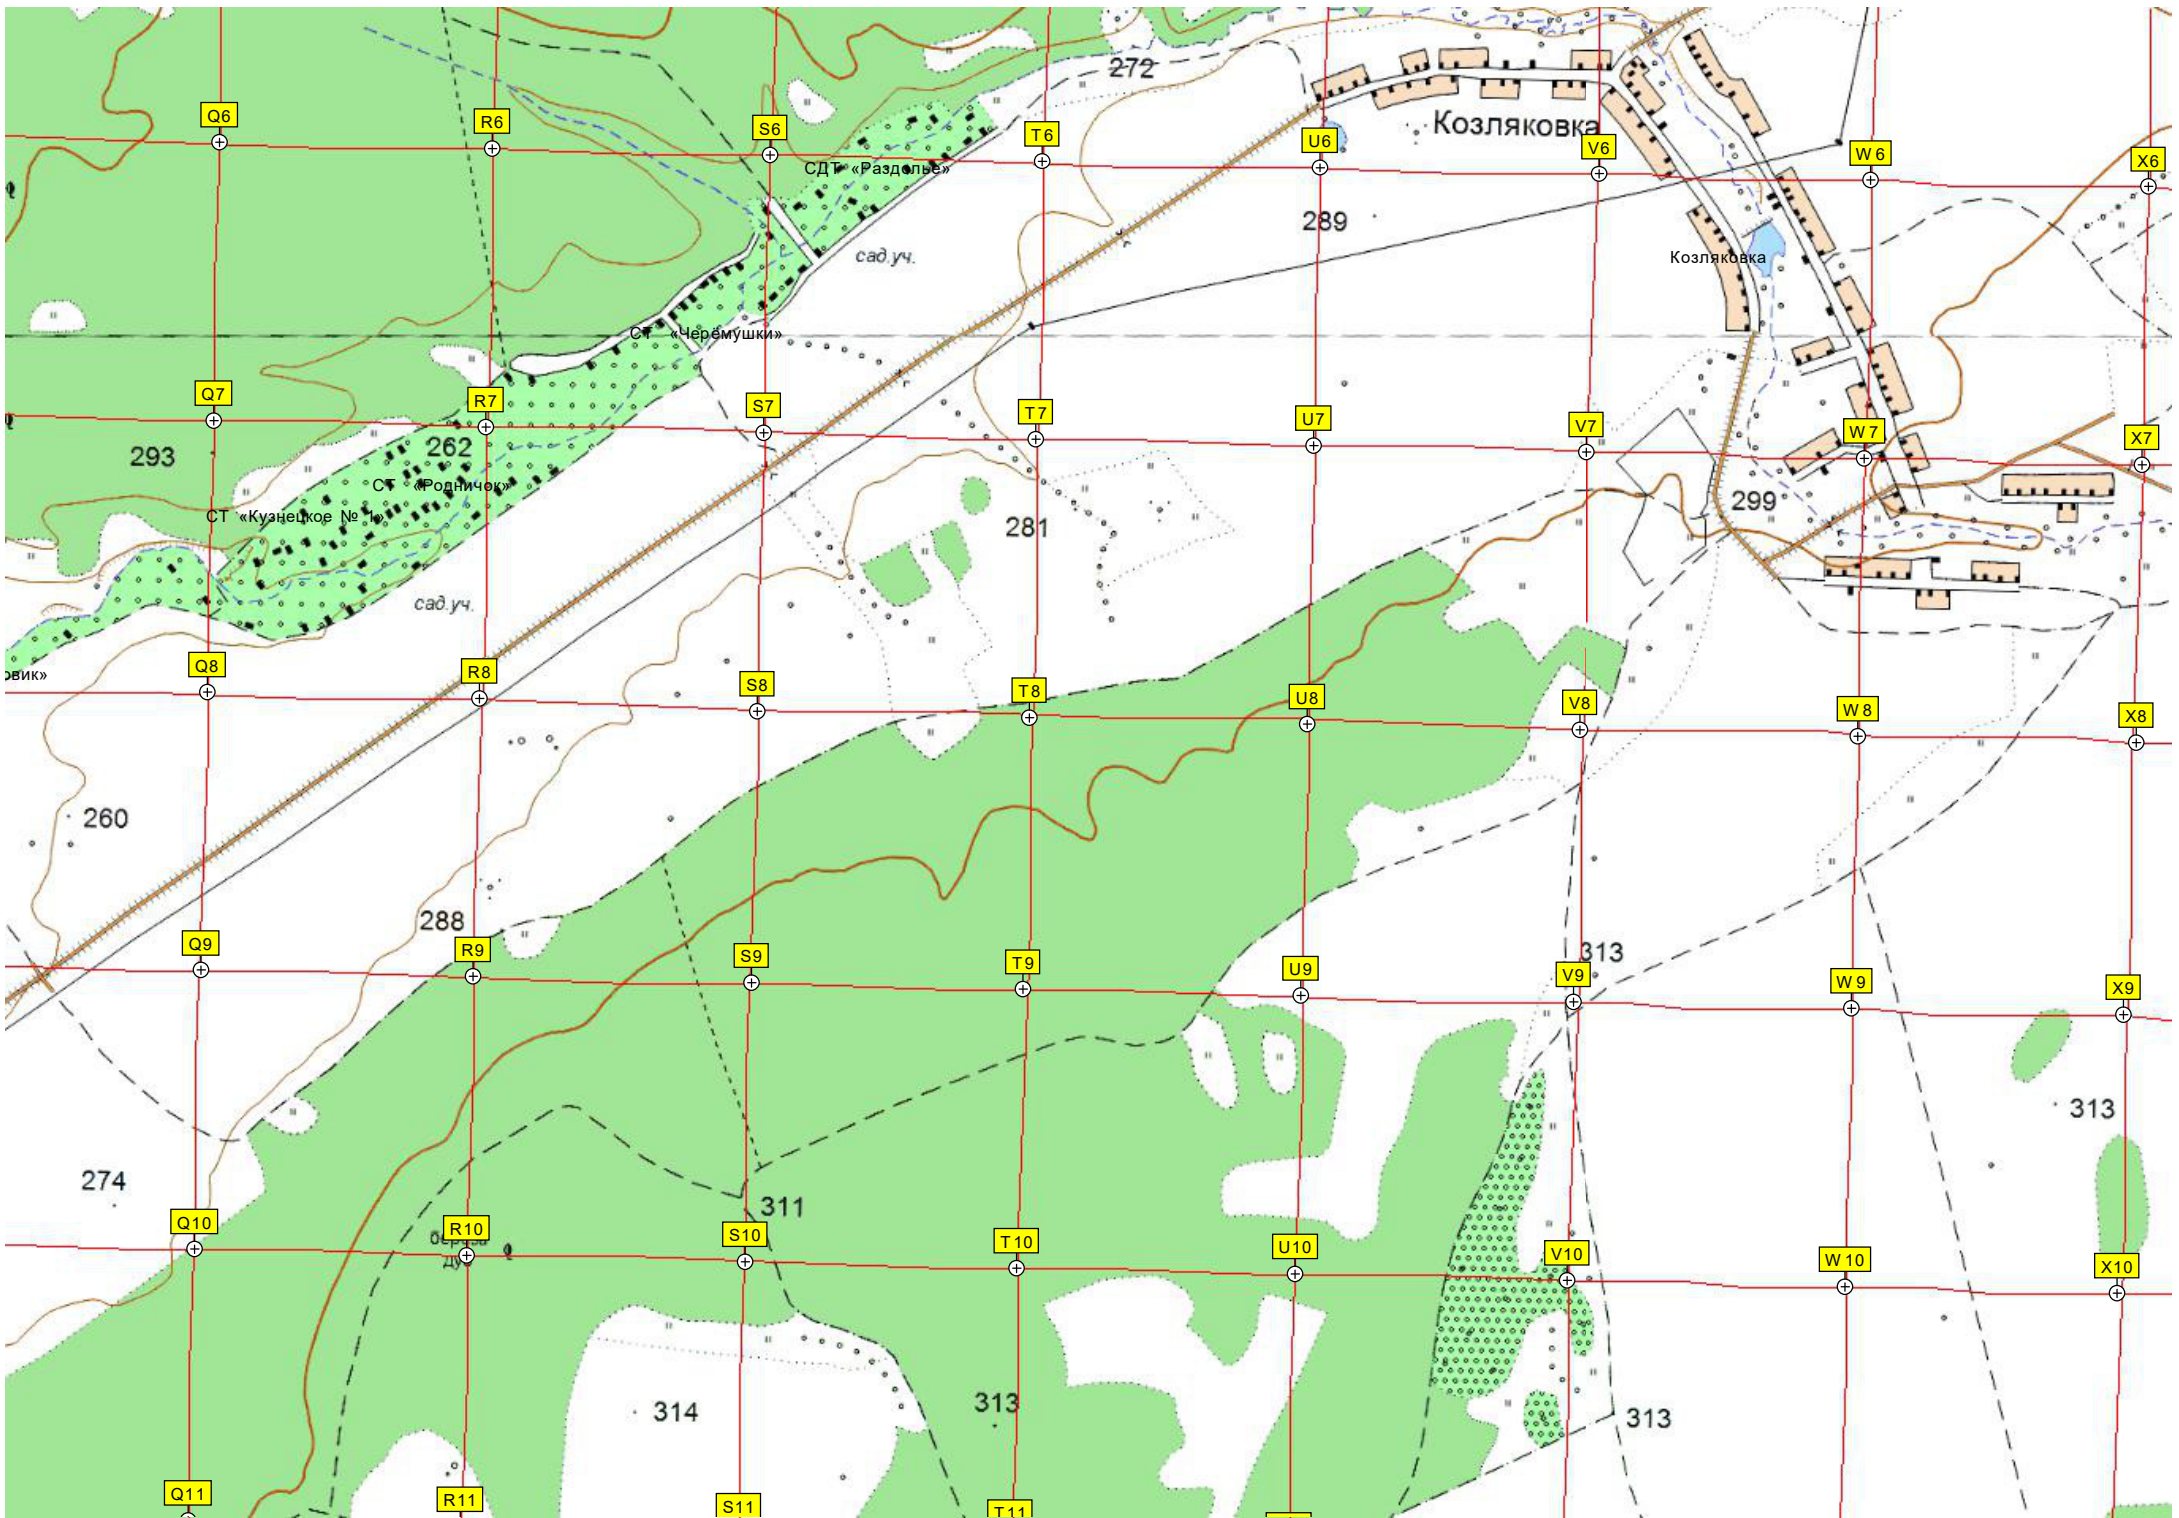 272
Козляковка
Q6
R6
S6
T6
U6
V6
W6
X6
СДТ «Раздолье»
289
сад.уч.
Козляковка
СТ «Черёмушки»
Q7
R7
S7
T7
U7
V7
W7
X7
293
262
СТ «Родничок»
СТ «Кузнецкое № 1»
281
299
сад.уч.
Q8
R8
S8
T8
U8
V8
W8
X8
овик»
260
288
313
Q9
R9
S9
T9
U9
V9
W9
X9
313
274
311
Q10
R10
S10
T10
U10
V10
W10
X10
314
313
313
Q11
R11
S11
T11